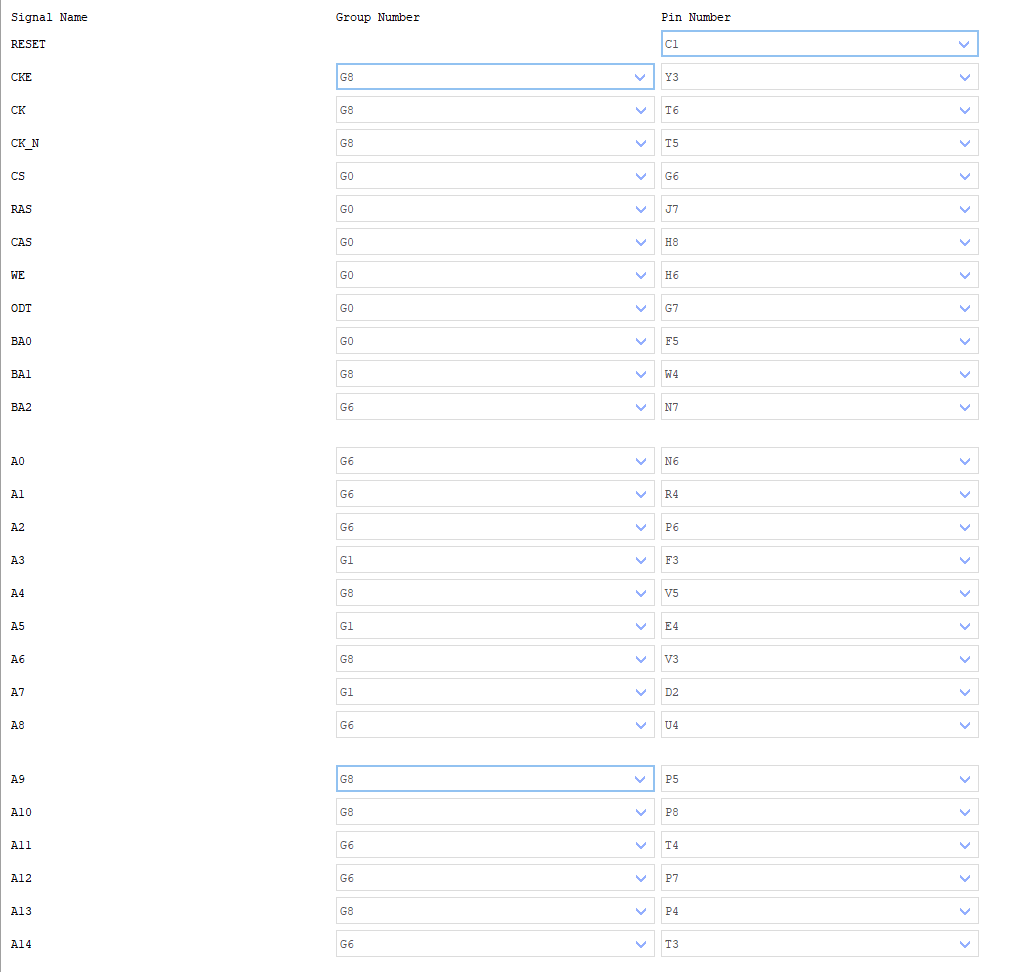 Signal Name Group Number Pin Number
RESET C1
CKE G8 Y3
CK G8 T6
CK_N G8 T5
CS G0 G6
RAS G0 J7
CAS G0 H8
WE G0 H6
ODT G0 G7
BA0 G0 F5
BA1 G8 W4
BA2 G6 N7
A0 G6 N6
A1 G6 R4
A2 G6 P6
A3 G1 F3
A4 G8 V5
A5 G1 E4
A6 G8 V3
A7 G1 D2
A8 G6 U4
A9 G8 P5
A10 G8 P8
A11 G6 T4
A12 G6 P7
A13 G8 P4
A14 G6 T3